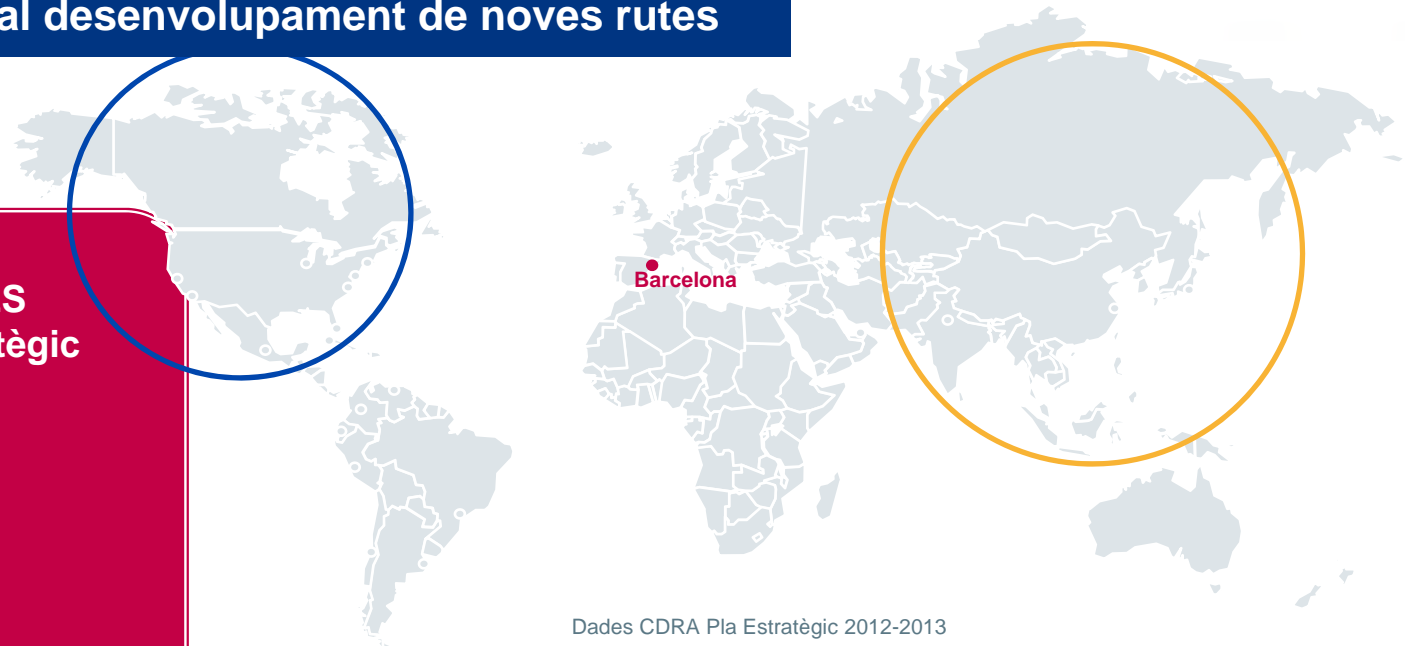 al desenvolupament de noves rutes
Barcelona
S
tègic
Dades CDRA Pla Estratègic 2012-2013